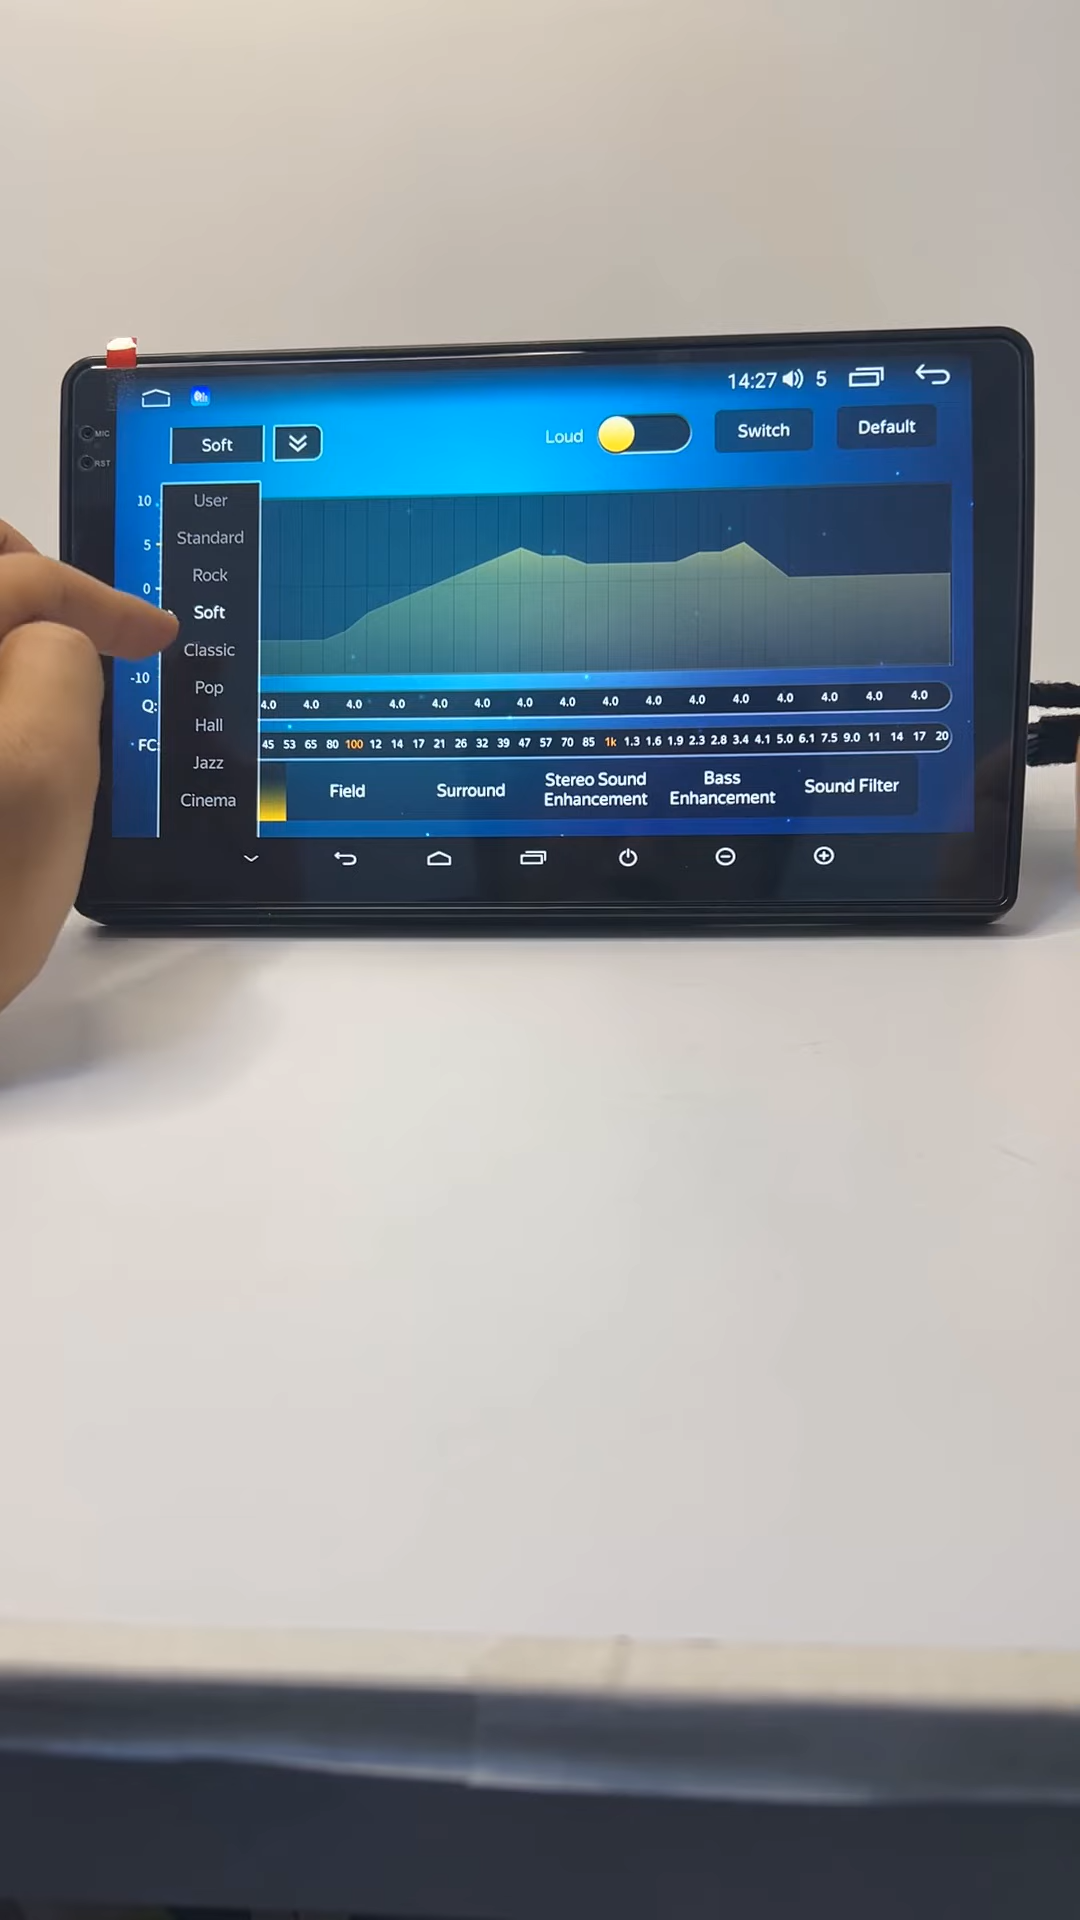 14:27 5
MIC
RST
Soft
Loud
Switch
Default
10
5
0
-10
User
Standard
Rock
Soft
Classic
Pop
Hall
Jazz
Cinema
Q: 4.0 4.0 4.0 4.0 4.0 4.0 4.0 4.0 4.0 4.0 4.0 4.0 4.0 4.0 4.0 4.0
FC: 45 53 65 80 100 12 14 17 21 26 32 39 47 57 70 85 1k 1.3 1.6 1.9 2.3 2.8 3.4 4.1 5.0 6.1 7.5 9.0 11 14 17 20
Field
Surround
Stereo Sound
Enhancement
Bass
Enhancement
Sound Filter